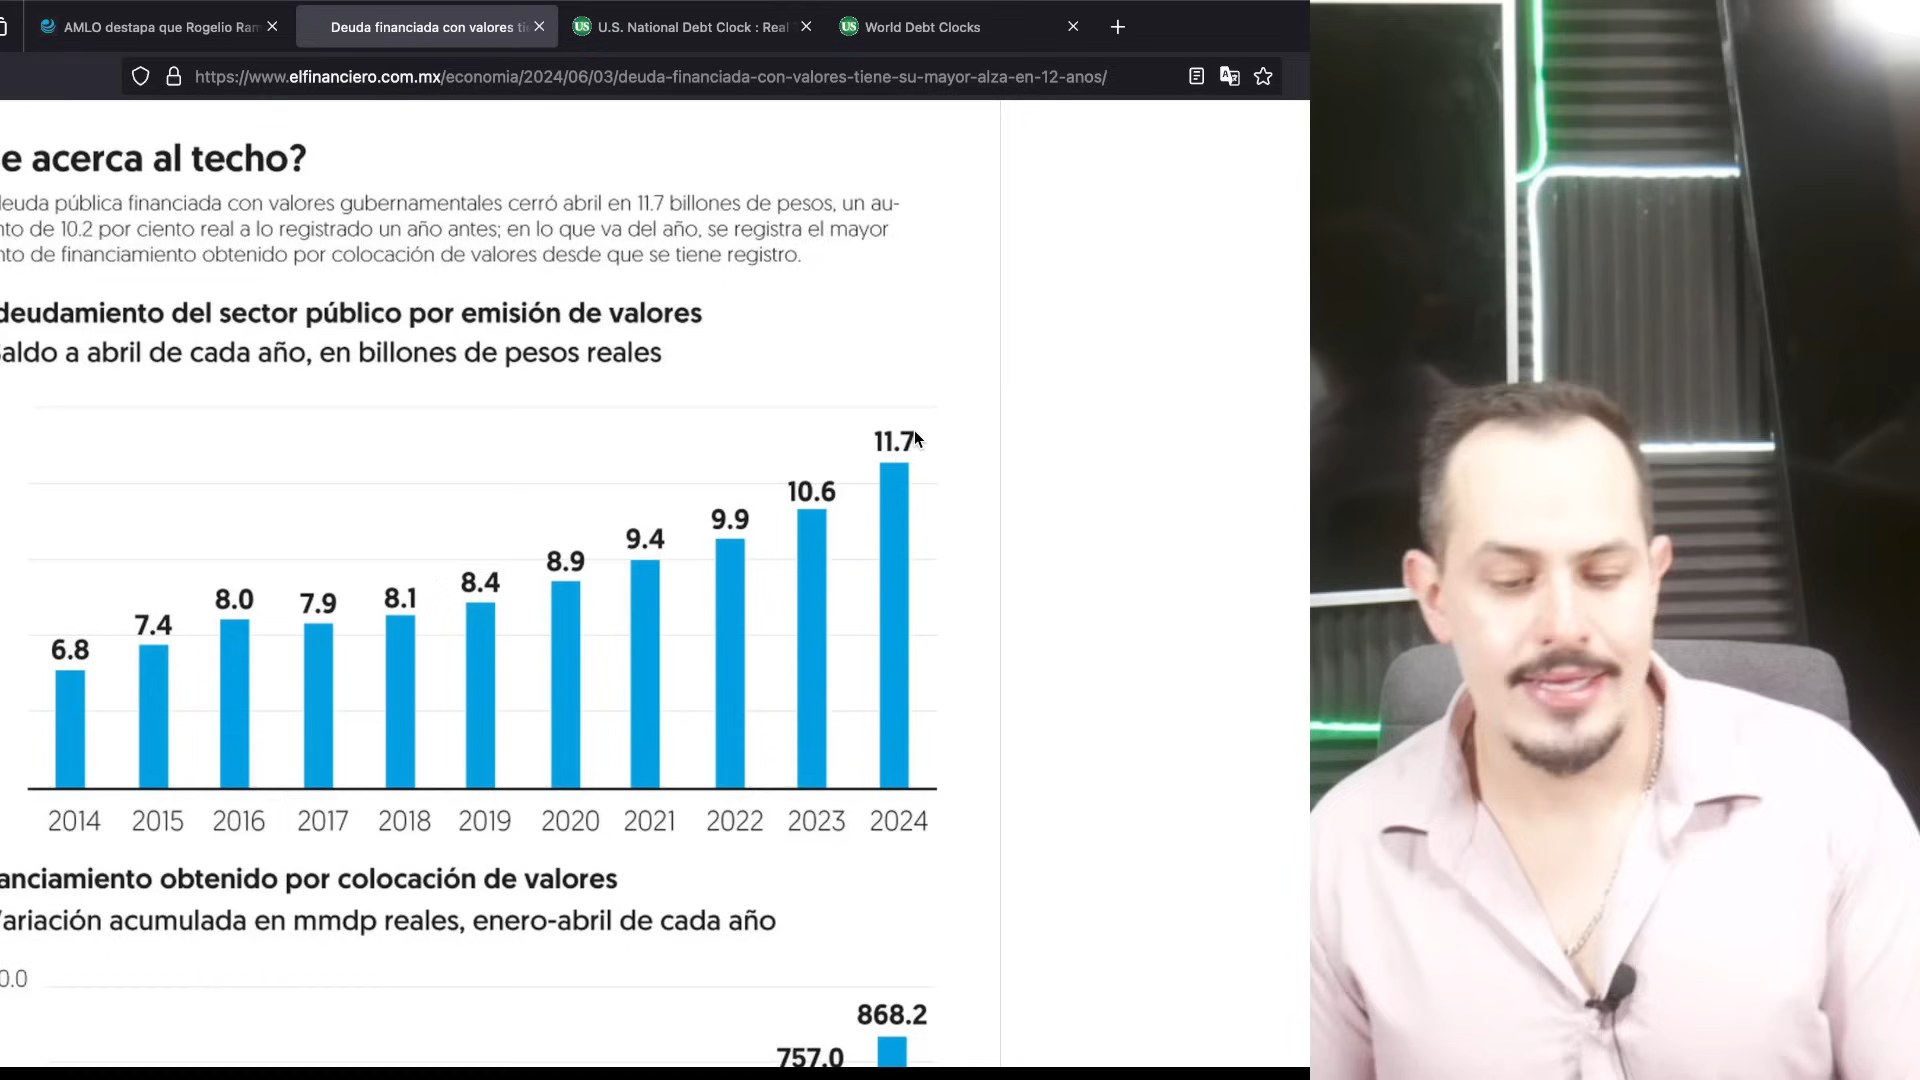 AMLO destapa que Rogelio Ram
Deuda financiada con valores tie
U.S. National Debt Clock : Real
World Debt Clocks
https://www.elfinanciero.com.mx/economia/2024/06/03/deuda-financiada-con-valores-tiene-su-mayor-alza-en-12-anos/
e acerca al techo?
deuda pública financiada con valores gubernamentales cerró abril en 11.7 billones de pesos, un au-
nto de 10.2 por ciento real a lo registrado un año antes; en lo que va del año, se registra el mayor
nto de financiamiento obtenido por colocación de valores desde que se tiene registro.
deudamiento del sector público por emisión de valores
Saldo a abril de cada año, en billones de pesos reales
6.8 7.4 8.0 7.9 8.1 8.4 8.9 9.4 9.9 10.6 11.7
2014 2015 2016 2017 2018 2019 2020 2021 2022 2023 2024
anciamiento obtenido por colocación de valores
Variación acumulada en mmdp reales, enero-abril de cada año
0.0
868.2
757.0